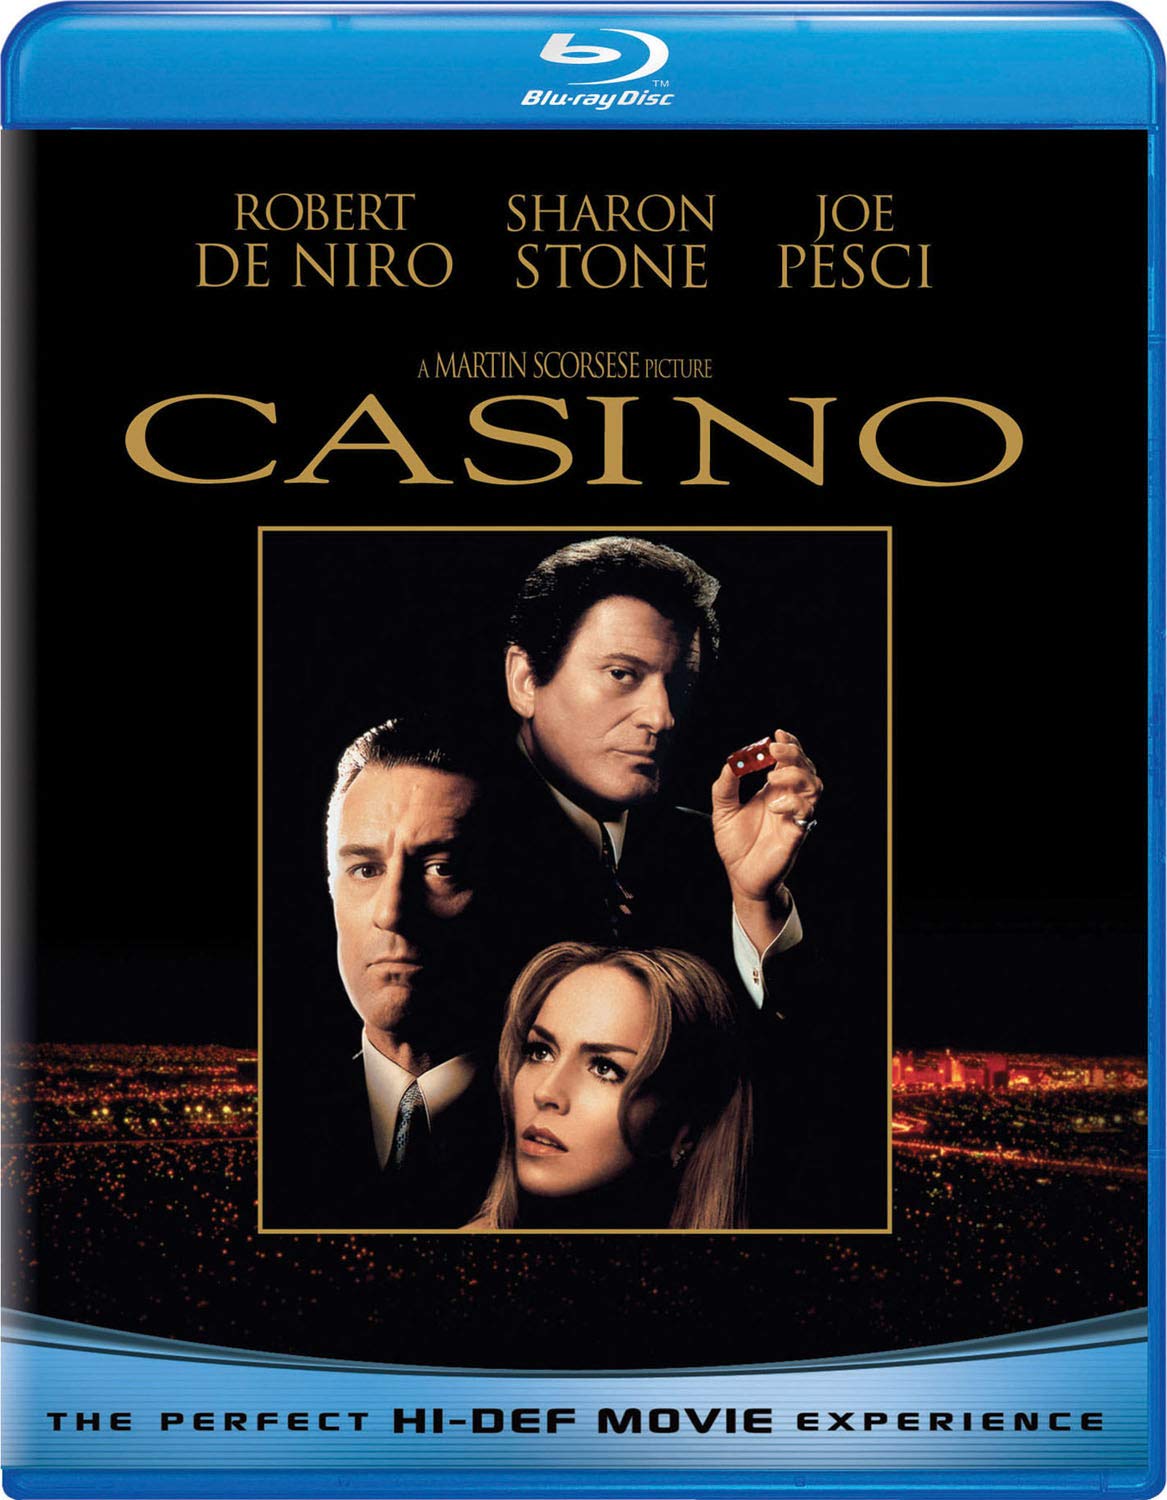 Blu-ray Disc™
ROBERT DE NIRO
SHARON STONE
JOE PESCI
A MARTIN SCORSESE PICTURE
CASINO
THE PERFECT HI-DEF MOVIE EXPERIENCE